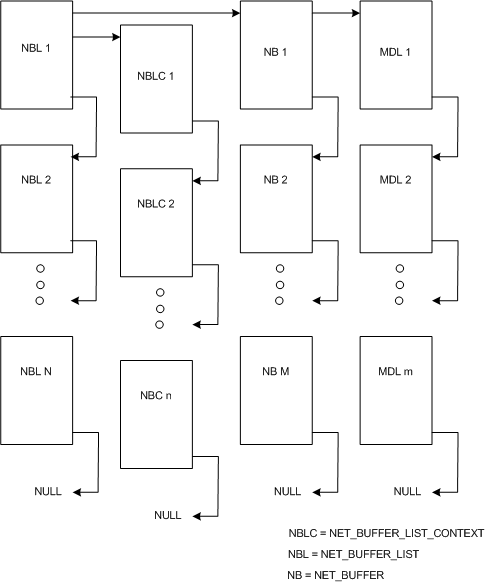 NBL 1
NBLC 1
NB 1
MDL 1
NBL 2
NBLC 2
NB 2
MDL 2
NBL N
NBC n
NB M
MDL m
NULL
NULL
NULL
NULL
NBLC = NET_BUFFER_LIST_CONTEXT
NBL = NET_BUFFER_LIST
NB = NET_BUFFER